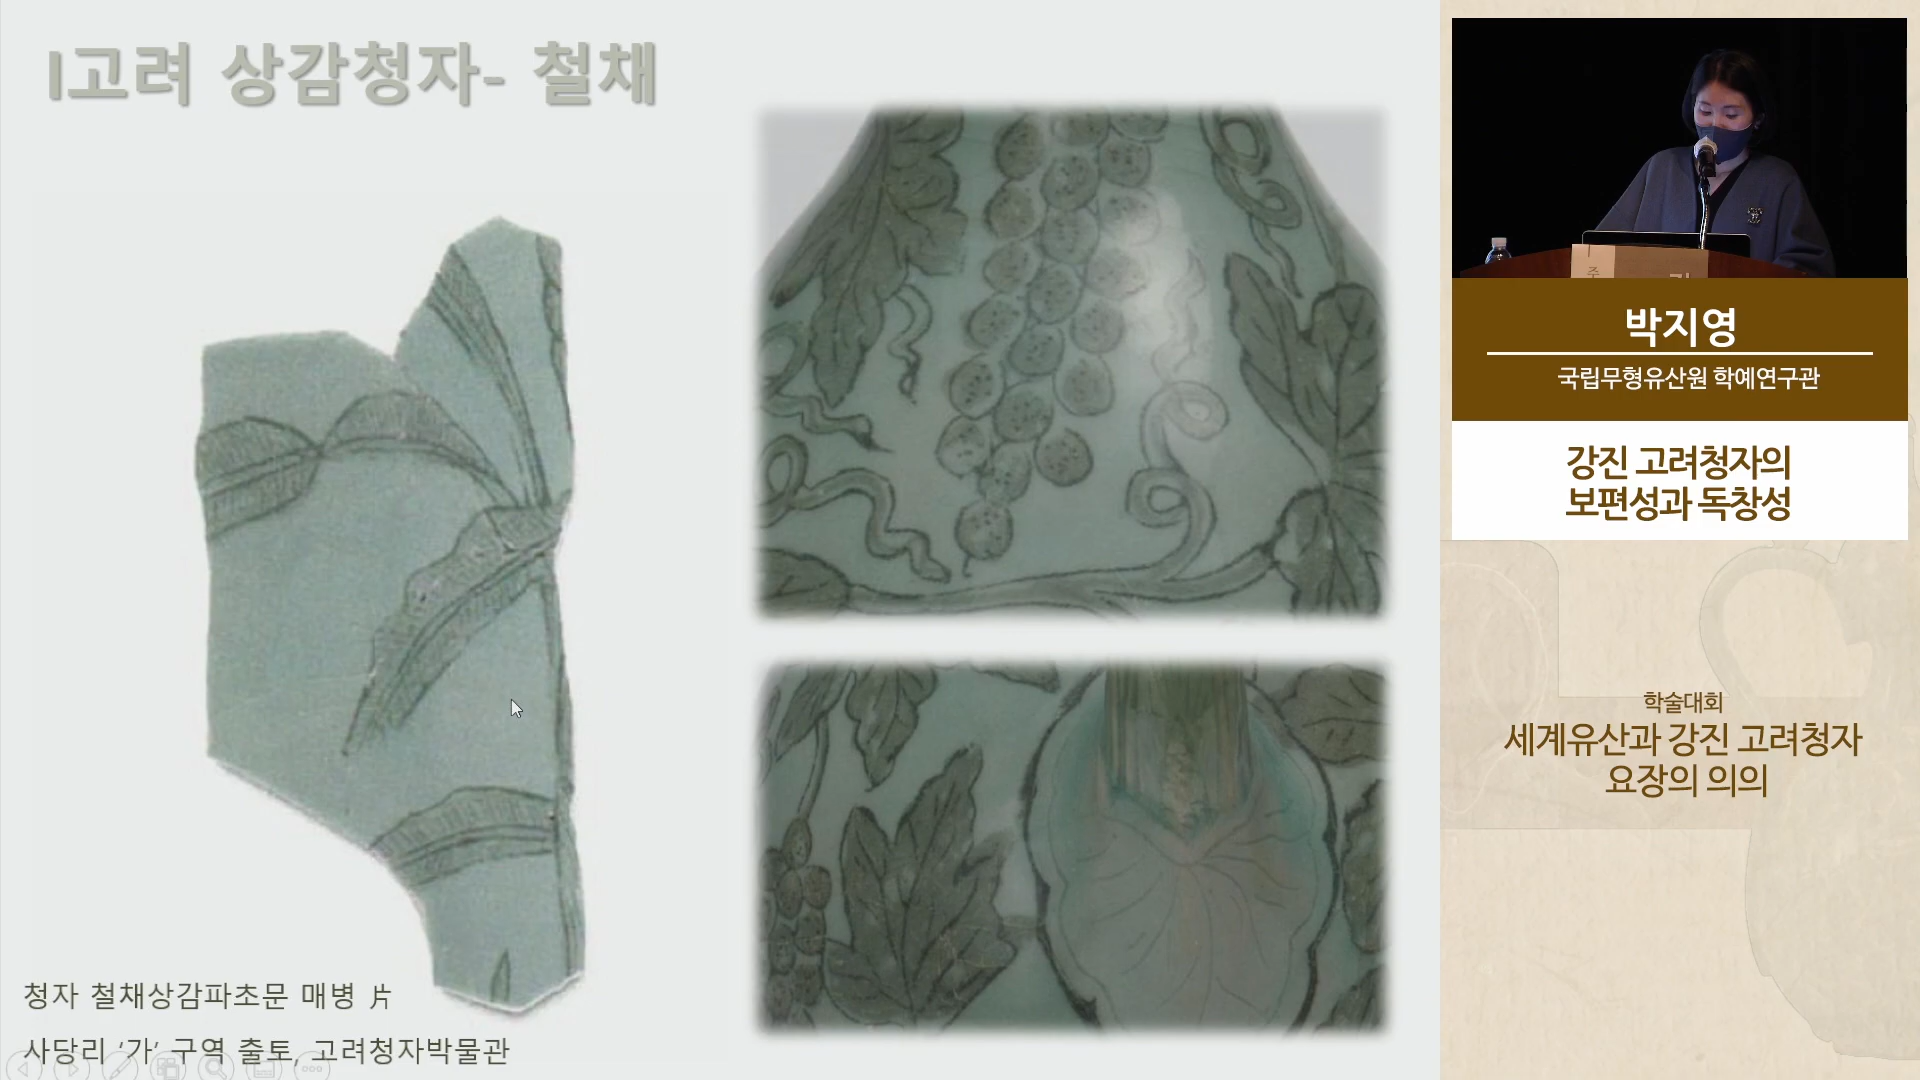 I고려 상감청자- 철채
청자 철채상감파초문 매병 片
사당리 ‘가’ 구역 출토, 고려청자박물관
주
박지영
국립무형유산원 학예연구관
강진 고려청자의
보편성과 독창성
학술대회
세계유산과 강진 고려청자
요장의 의의